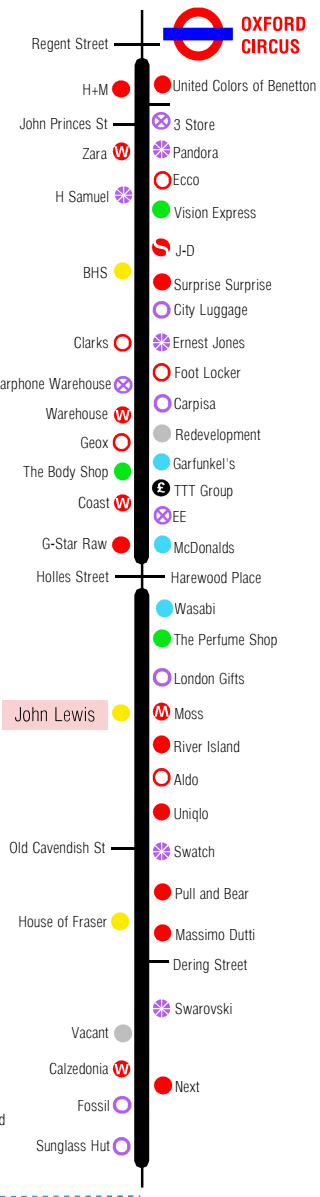 OXFORD
CIRCUS
Regent Street
H+M
United Colors of Benetton
John Princes St
3 Store
Zara
W
Pandora
Ecco
H Samuel
Vision Express
J-D
BHS
Surprise Surprise
City Luggage
Clarks
Ernest Jones
Foot Locker
arphone Warehouse
Carpisa
Warehouse
W
Redevelopment
Geox
Garfunkel's
The Body Shop
£
TTT Group
Coast
W
EE
G-Star Raw
McDonalds
Holles Street
Harewood Place
Wasabi
The Perfume Shop
London Gifts
John Lewis
M
Moss
River Island
Aldo
Uniqlo
Old Cavendish St
Swatch
Pull and Bear
House of Fraser
Massimo Dutti
Dering Street
Swarovski
Vacant
Calzedonia
W
Next
Fossil
d
Sunglass Hut